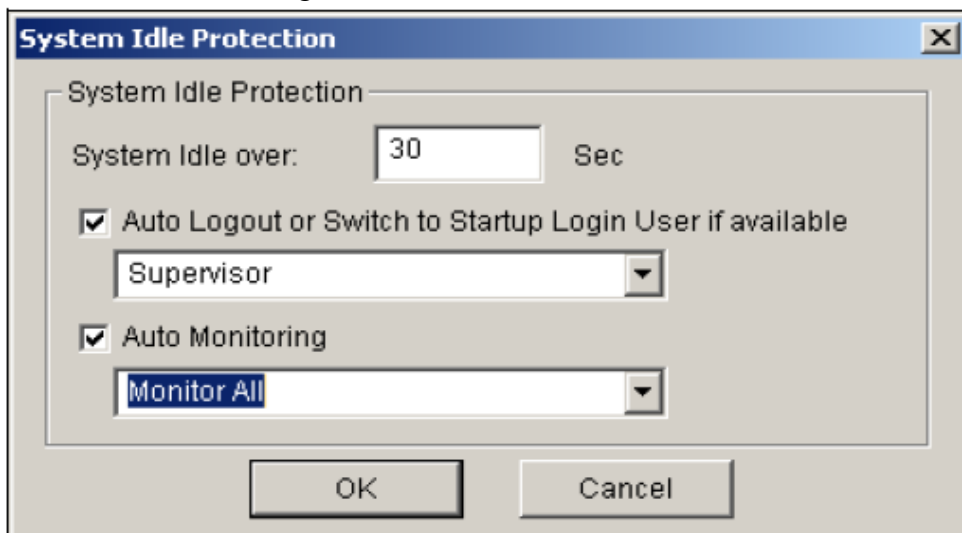 System Idle Protection
System Idle Protection
System Idle over: 30 Sec
Auto Logout or Switch to Startup Login User if available
Supervisor
Auto Monitoring
Monitor All
OK Cancel